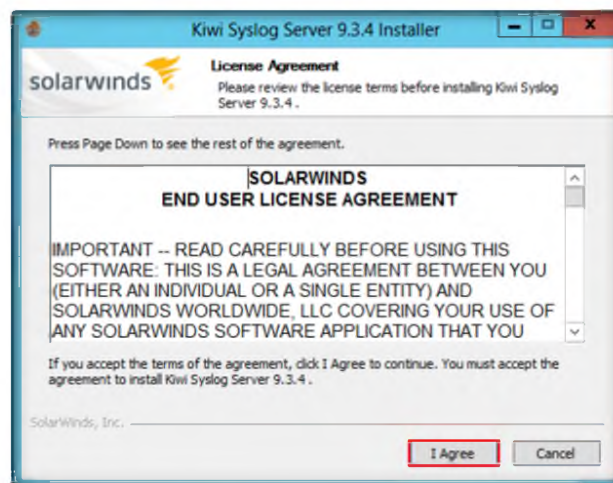 Kiwi Syslog Server 9.3.4 Installer
solarwinds
License Agreement
Please review the license terms before installing Kiwi Syslog
Server 9.3.4 .
Press Page Down to see the rest of the agreement.
SOLARWINDS
END USER LICENSE AGREEMENT
IMPORTANT -- READ CAREFULLY BEFORE USING THIS
SOFTWARE: THIS IS A LEGAL AGREEMENT BETWEEN YOU
(EITHER AN INDIVIDUAL OR A SINGLE ENTITY) AND
SOLARWINDS WORLDWIDE, LLC COVERING YOUR USE OF
ANY SOLARWINDS SOFTWARE APPLICATION THAT YOU
If you accept the terms of the agreement, click I Agree to continue. You must accept the
agreement to install Kiwi Syslog Server 9.3.4 .
SolarWinds, Inc.
I Agree Cancel